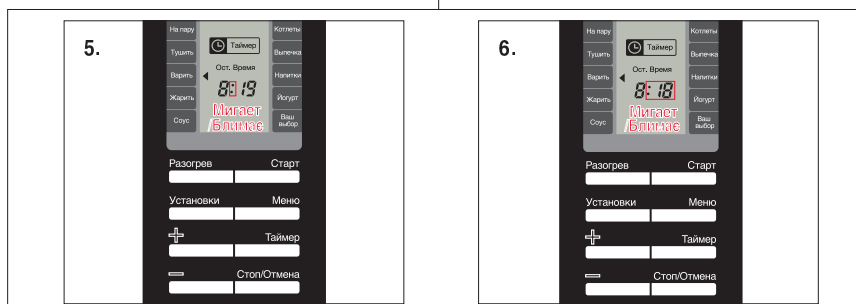 5.
На пару
Тушить
Варить
Жарить
Соус
Таймер
Ост. Время
8:19
Мигает
/Блимає
Котлеты
Выпечка
Напитки
Йогурт
Ваш
выбор
Разогрев Старт
Установки Меню
+ Таймер
− Стоп/Отмена
6.
На пару
Тушить
Варить
Жарить
Соус
Таймер
Ост. Время
8:18
Мигает
/Блимає
Котлеты
Выпечка
Напитки
Йогурт
Ваш
выбор
Разогрев Старт
Установки Меню
+ Таймер
− Стоп/Отмена